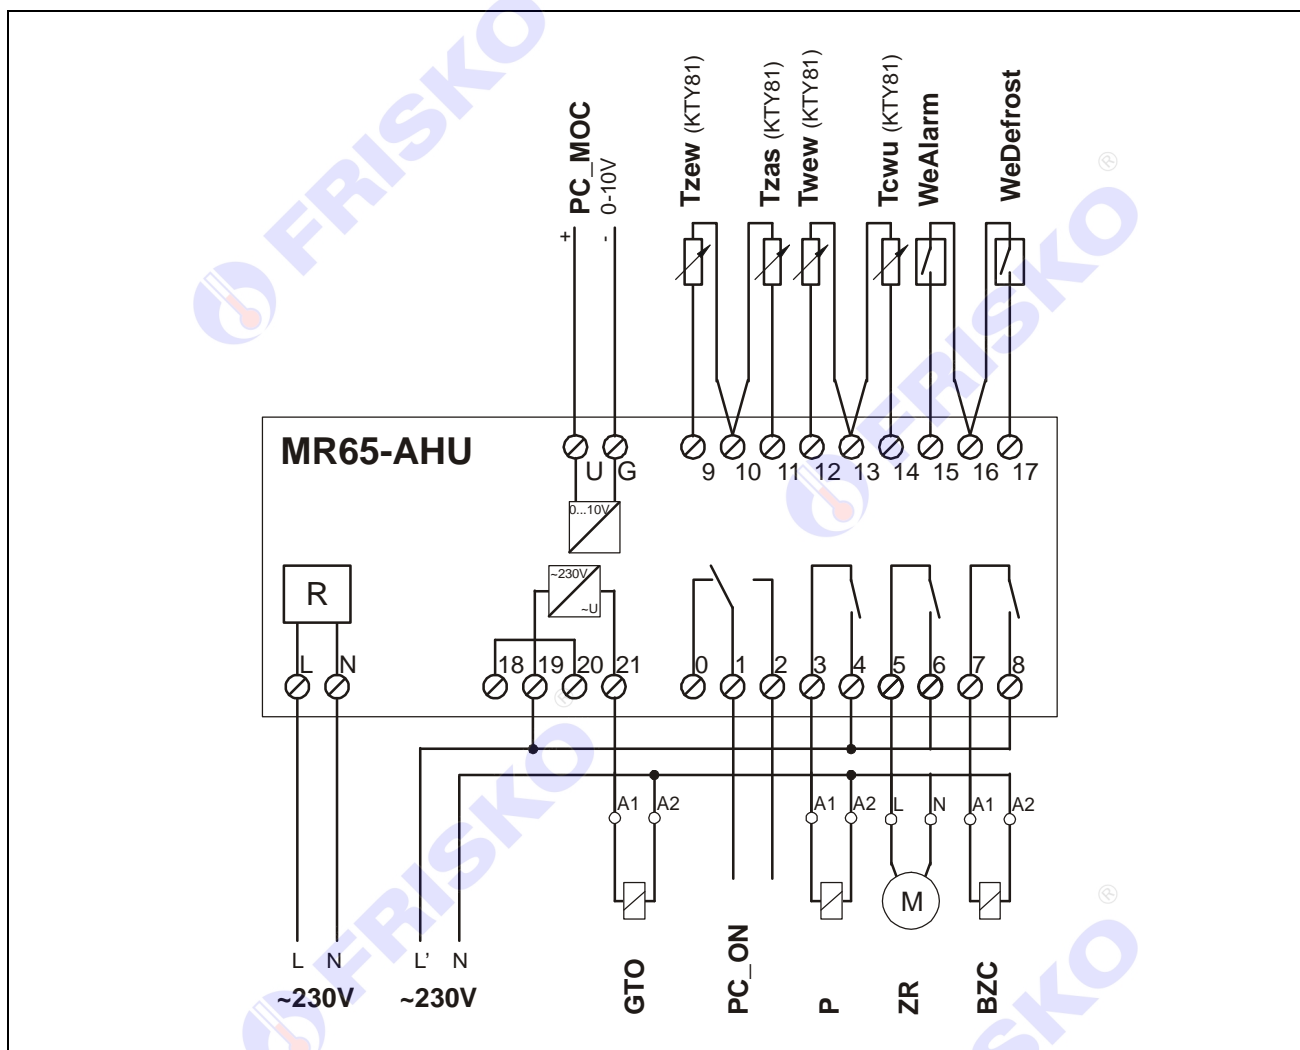 FRISKO
PC_MOC
0-10V
+
-
Tzew (KTY81)
Tzas (KTY81)
Twew (KTY81)
Tcwu (KTY81)
WeAlarm
WeDefrost
®
FRISKO
MR65-AHU
U G 9 10 11 12 13 14 15 16 17
0...10V
~230V
~U
R
L N 18 19 20 21 0 1 2 3 4 5 6 7 8
®
FRISKO
A1 A2 A1 A2 L N A1 A2
M
®
FRISKO
L N L’ N
~230V ~230V
GTO
PC_ON
P
ZR
BZC